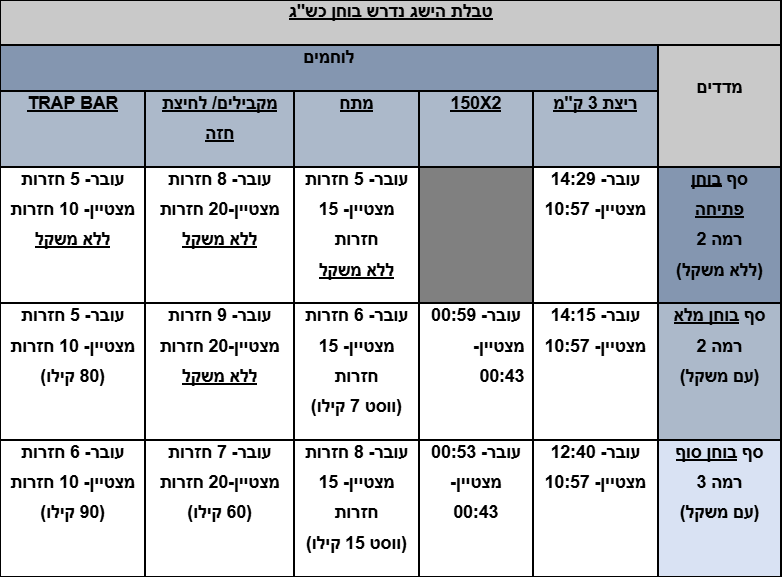 טבלת הישג נדרש בוחן כש"ג
מדדים
לוחמים
ריצת 3 ק"מ
150X2
מתח
מקבילים/ לחיצת
חזה
TRAP BAR
סף בוחן
פתיחה
רמה 2
(ללא משקל)
עובר- 14:29
מצטיין- 10:57
עובר- 5 חזרות
מצטיין- 15
חזרות
ללא משקל
עובר- 8 חזרות
מצטיין-20 חזרות
ללא משקל
עובר- 5 חזרות
מצטיין- 10 חזרות
ללא משקל
סף בוחן מלא
רמה 2
(עם משקל)
עובר- 14:15
מצטיין- 10:57
עובר- 00:59
מצטיין-
00:43
עובר- 6 חזרות
מצטיין- 15
חזרות
(ווסט 7 קילו)
עובר- 9 חזרות
מצטיין-20 חזרות
ללא משקל
עובר- 5 חזרות
מצטיין- 10 חזרות
(80 קילו)
סף בוחן סוף
רמה 3
(עם משקל)
עובר- 12:40
מצטיין- 10:57
עובר- 00:53
מצטיין-
00:43
עובר- 8 חזרות
מצטיין- 15
חזרות
(ווסט 15 קילו)
עובר- 7 חזרות
מצטיין-20 חזרות
(60 קילו)
עובר- 6 חזרות
מצטיין- 10 חזרות
(90 קילו)